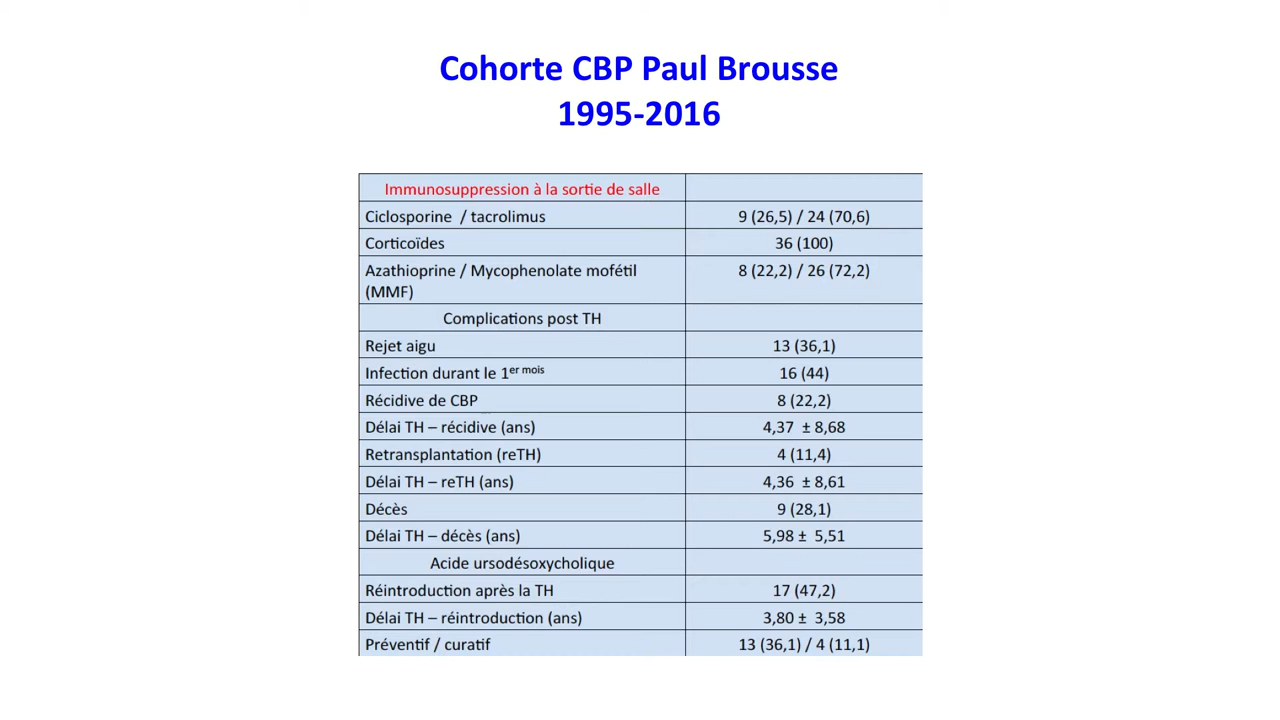 Cohorte CBP Paul Brousse
1995-2016
Immunosuppression à la sortie de salle
Ciclosporine / tacrolimus 9 (26,5) / 24 (70,6)
Corticoïdes 36 (100)
Azathioprine / Mycophenolate mofétil 8 (22,2) / 26 (72,2)
(MMF)
Complications post TH
Rejet aigu 13 (36,1)
Infection durant le 1er mois 16 (44)
Récidive de CBP 8 (22,2)
Délai TH – récidive (ans) 4,37 ± 8,68
Retransplantation (reTH) 4 (11,4)
Délai TH – reTH (ans) 4,36 ± 8,61
Décès 9 (28,1)
Délai TH – décès (ans) 5,98 ± 5,51
Acide ursodésoxycholique
Réintroduction après la TH 17 (47,2)
Délai TH – réintroduction (ans) 3,80 ± 3,58
Préventif / curatif 13 (36,1) / 4 (11,1)